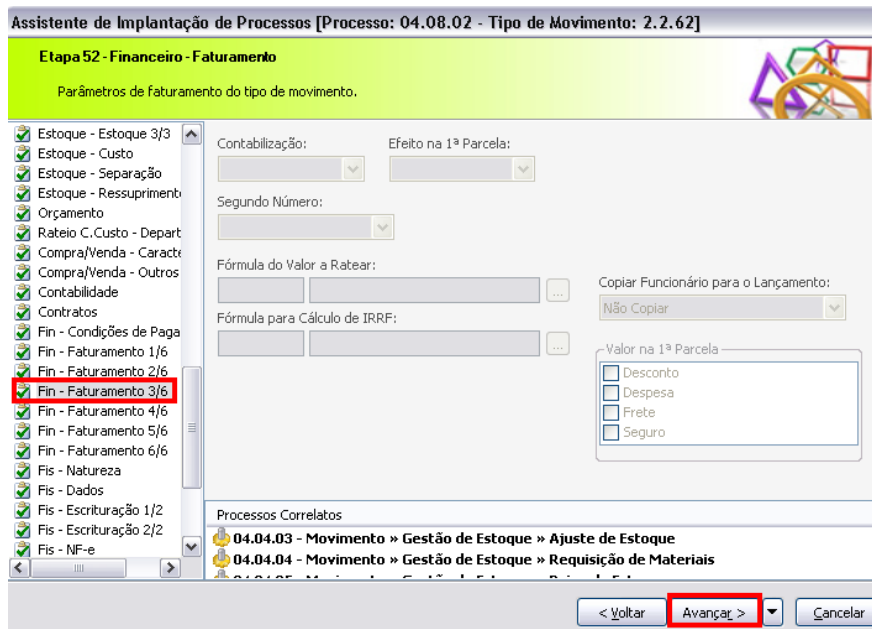 Assistente de Implantação de Processos [Processo: 04.08.02 - Tipo de Movimento: 2.2.62]
Etapa 52 - Financeiro - Faturamento
Parâmetros de faturamento do tipo de movimento.
Estoque - Estoque 3/3
Estoque - Custo
Estoque - Separação
Estoque - Ressupriment
Orçamento
Rateio C.Custo - Depart
Compra/Venda - Caracte
Compra/Venda - Outros
Contabilidade
Contratos
Fin - Condições de Paga
Fin - Faturamento 1/6
Fin - Faturamento 2/6
Fin - Faturamento 3/6
Fin - Faturamento 4/6
Fin - Faturamento 5/6
Fin - Faturamento 6/6
Fis - Natureza
Fis - Dados
Fis - Escrituração 1/2
Fis - Escrituração 2/2
Fis - NF-e
Contabilização: Efeito na 1ª Parcela:
Segundo Número:
Fórmula do Valor a Ratear:
...
Fórmula para Cálculo de IRRF:
...
Copiar Funcionário para o Lançamento:
Não Copiar
Valor na 1ª Parcela
Desconto
Despesa
Frete
Seguro
Processos Correlatos
04.04.03 - Movimento » Gestão de Estoque » Ajuste de Estoque
04.04.04 - Movimento » Gestão de Estoque » Requisição de Materiais
< Voltar Avançar > Cancelar